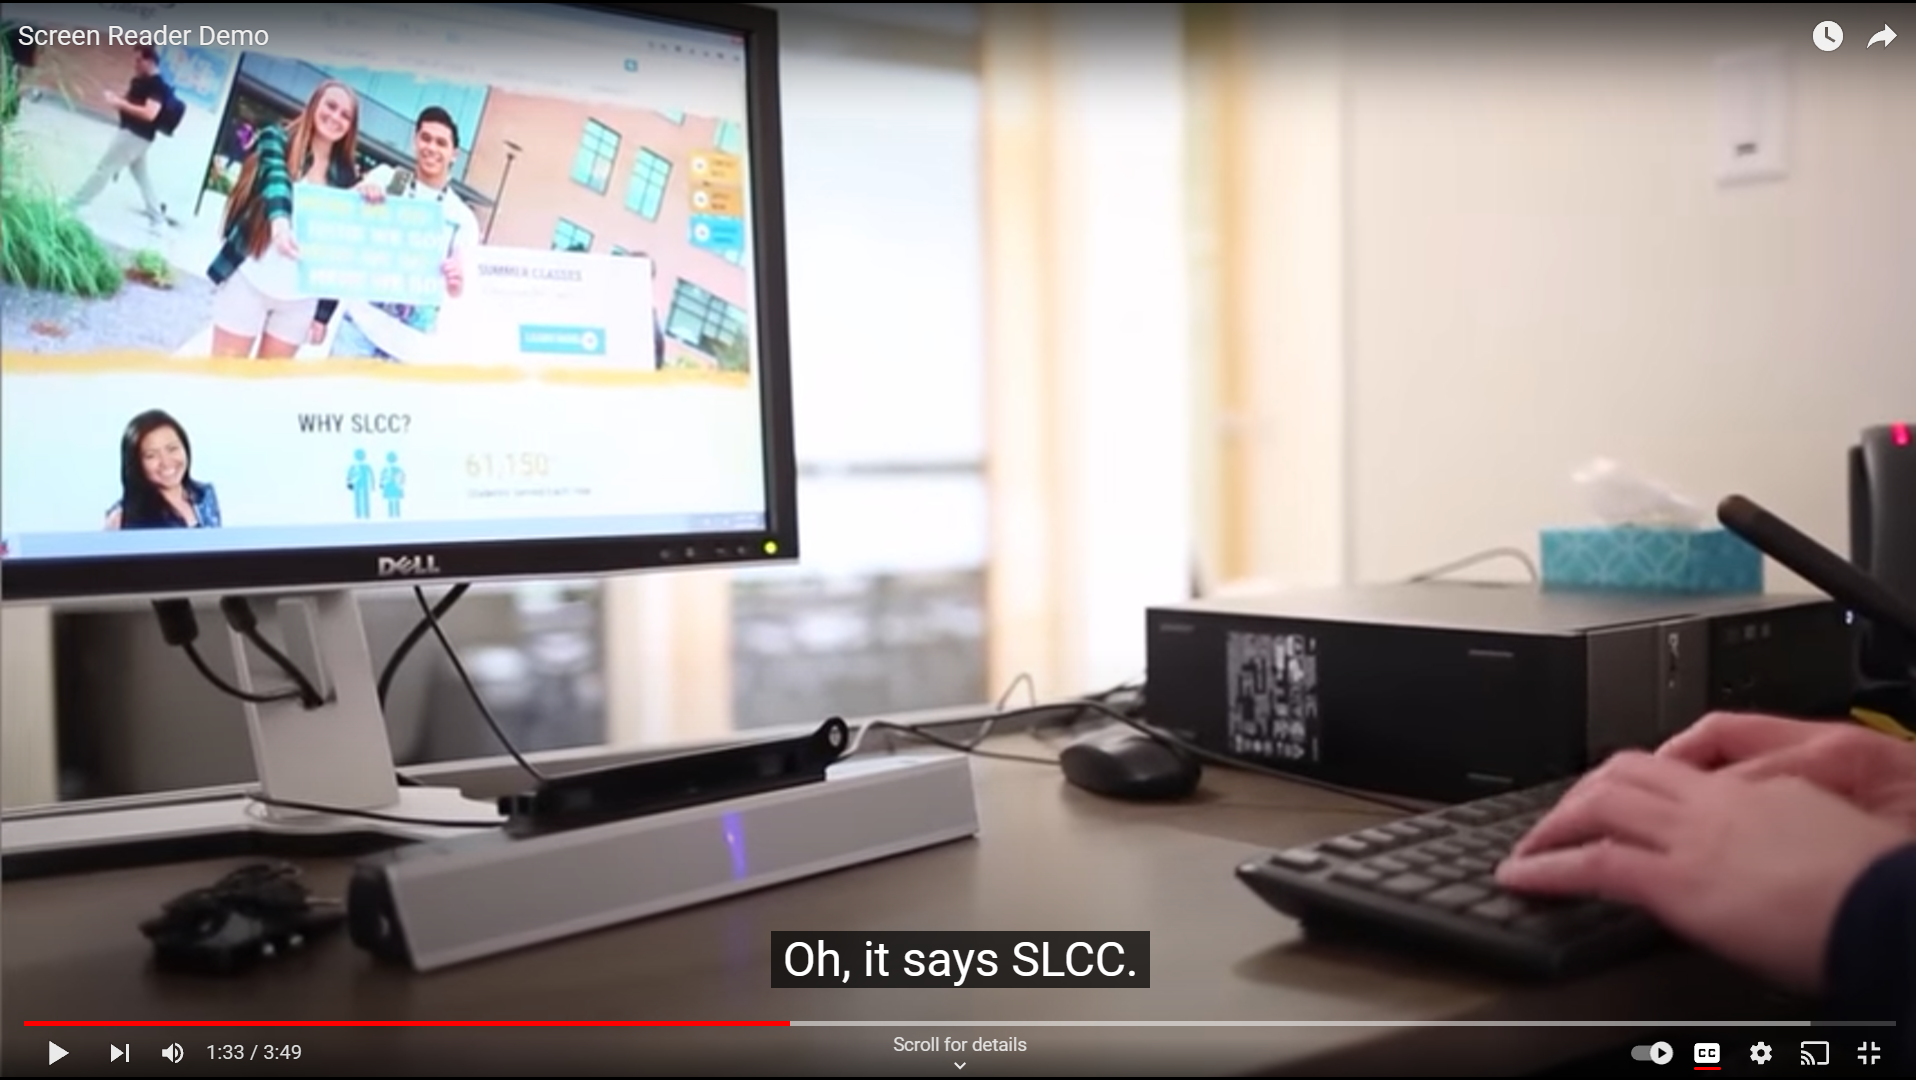 Screen Reader Demo
SUMMER CLASSES
WHY SLCC?
61,150
DELL
Oh, it says SLCC.
1:33 / 3:49
Scroll for details
CC